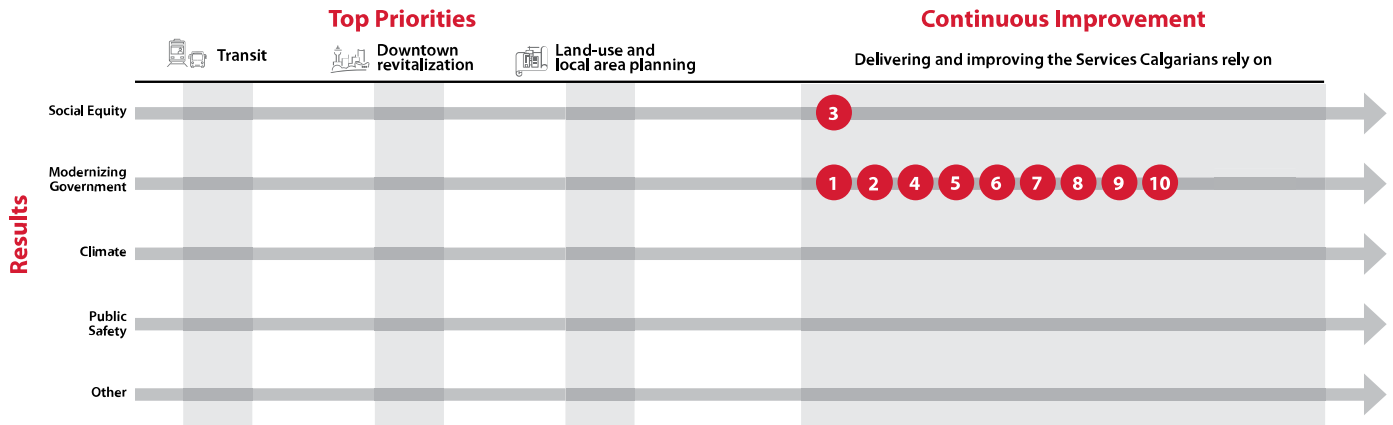 Top Priorities
Continuous Improvement
Transit
Downtown
revitalization
Land-use and
local area planning
Delivering and improving the Services Calgarians rely on
Results
Social Equity
3
Modernizing
Government
1 2 4 5 6 7 8 9 10
Climate
Public
Safety
Other